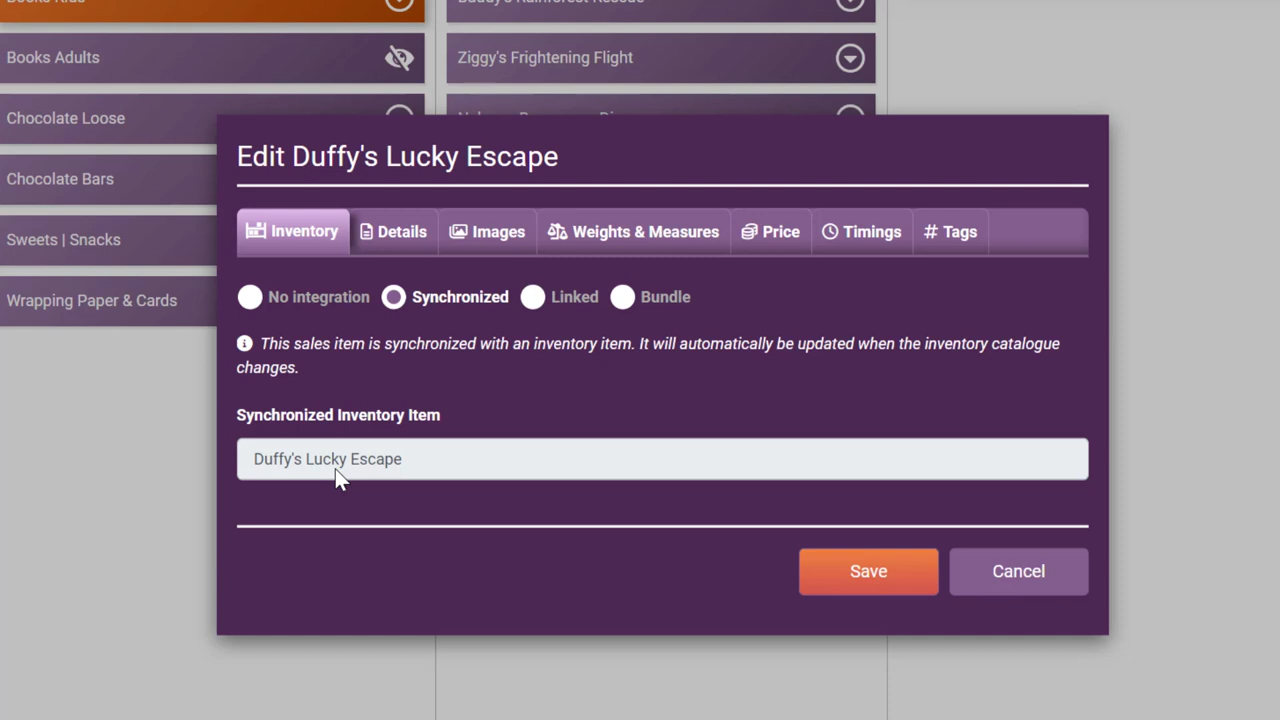 Books Kids
Books Adults
Ziggy's Frightening Flight
Chocolate Loose
Chocolate Bars
Sweets | Snacks
Wrapping Paper & Cards
Edit Duffy's Lucky Escape
Inventory Details Images Weights & Measures Price Timings # Tags
No integration Synchronized Linked Bundle
This sales item is synchronized with an inventory item. It will automatically be updated when the inventory catalogue
changes.
Synchronized Inventory Item
Duffy's Lucky Escape
Save Cancel